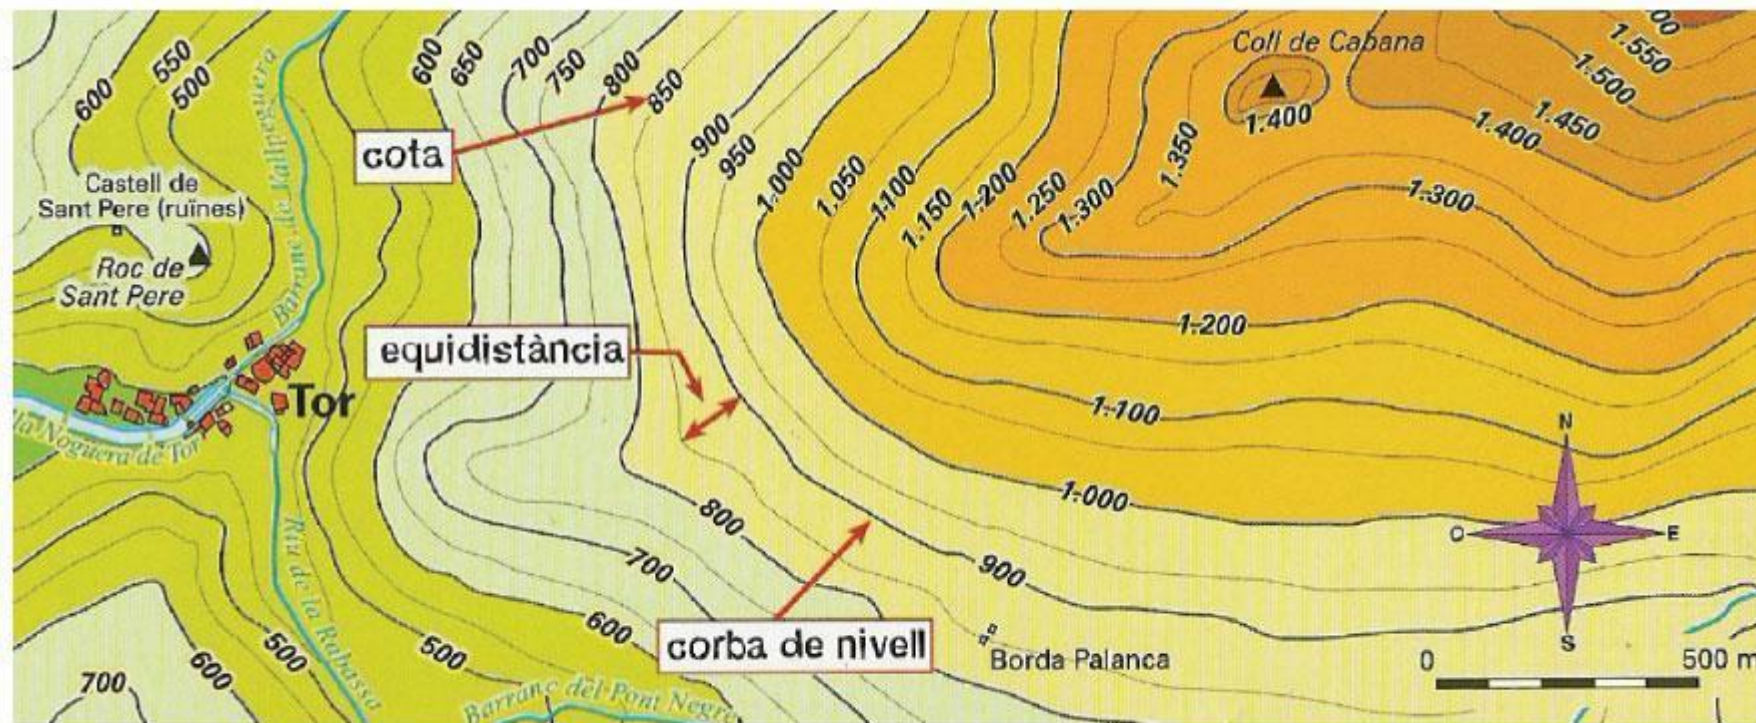 600
550
500
600
650
700
750
800
850
cota
900
950
1.000
1.050
1.100
1.150
1.200
1.250
1.300
1.350
Coll de Cabana
1.400
1.300
1.400
1.450
1.500
1.550
Castell de
Sant Pere (ruïnes)
Roc de
Sant Pere
Barranc de Vallpeguera
equidistància
1.200
Tor
la Noguera de Tor
1.100
1.000
N
O
E
S
800
700
900
corba de nivell
Riu de la Rabassa
600
500
500
600
700
Borda Palanca
Barranc del Pont Negre
0
500 m